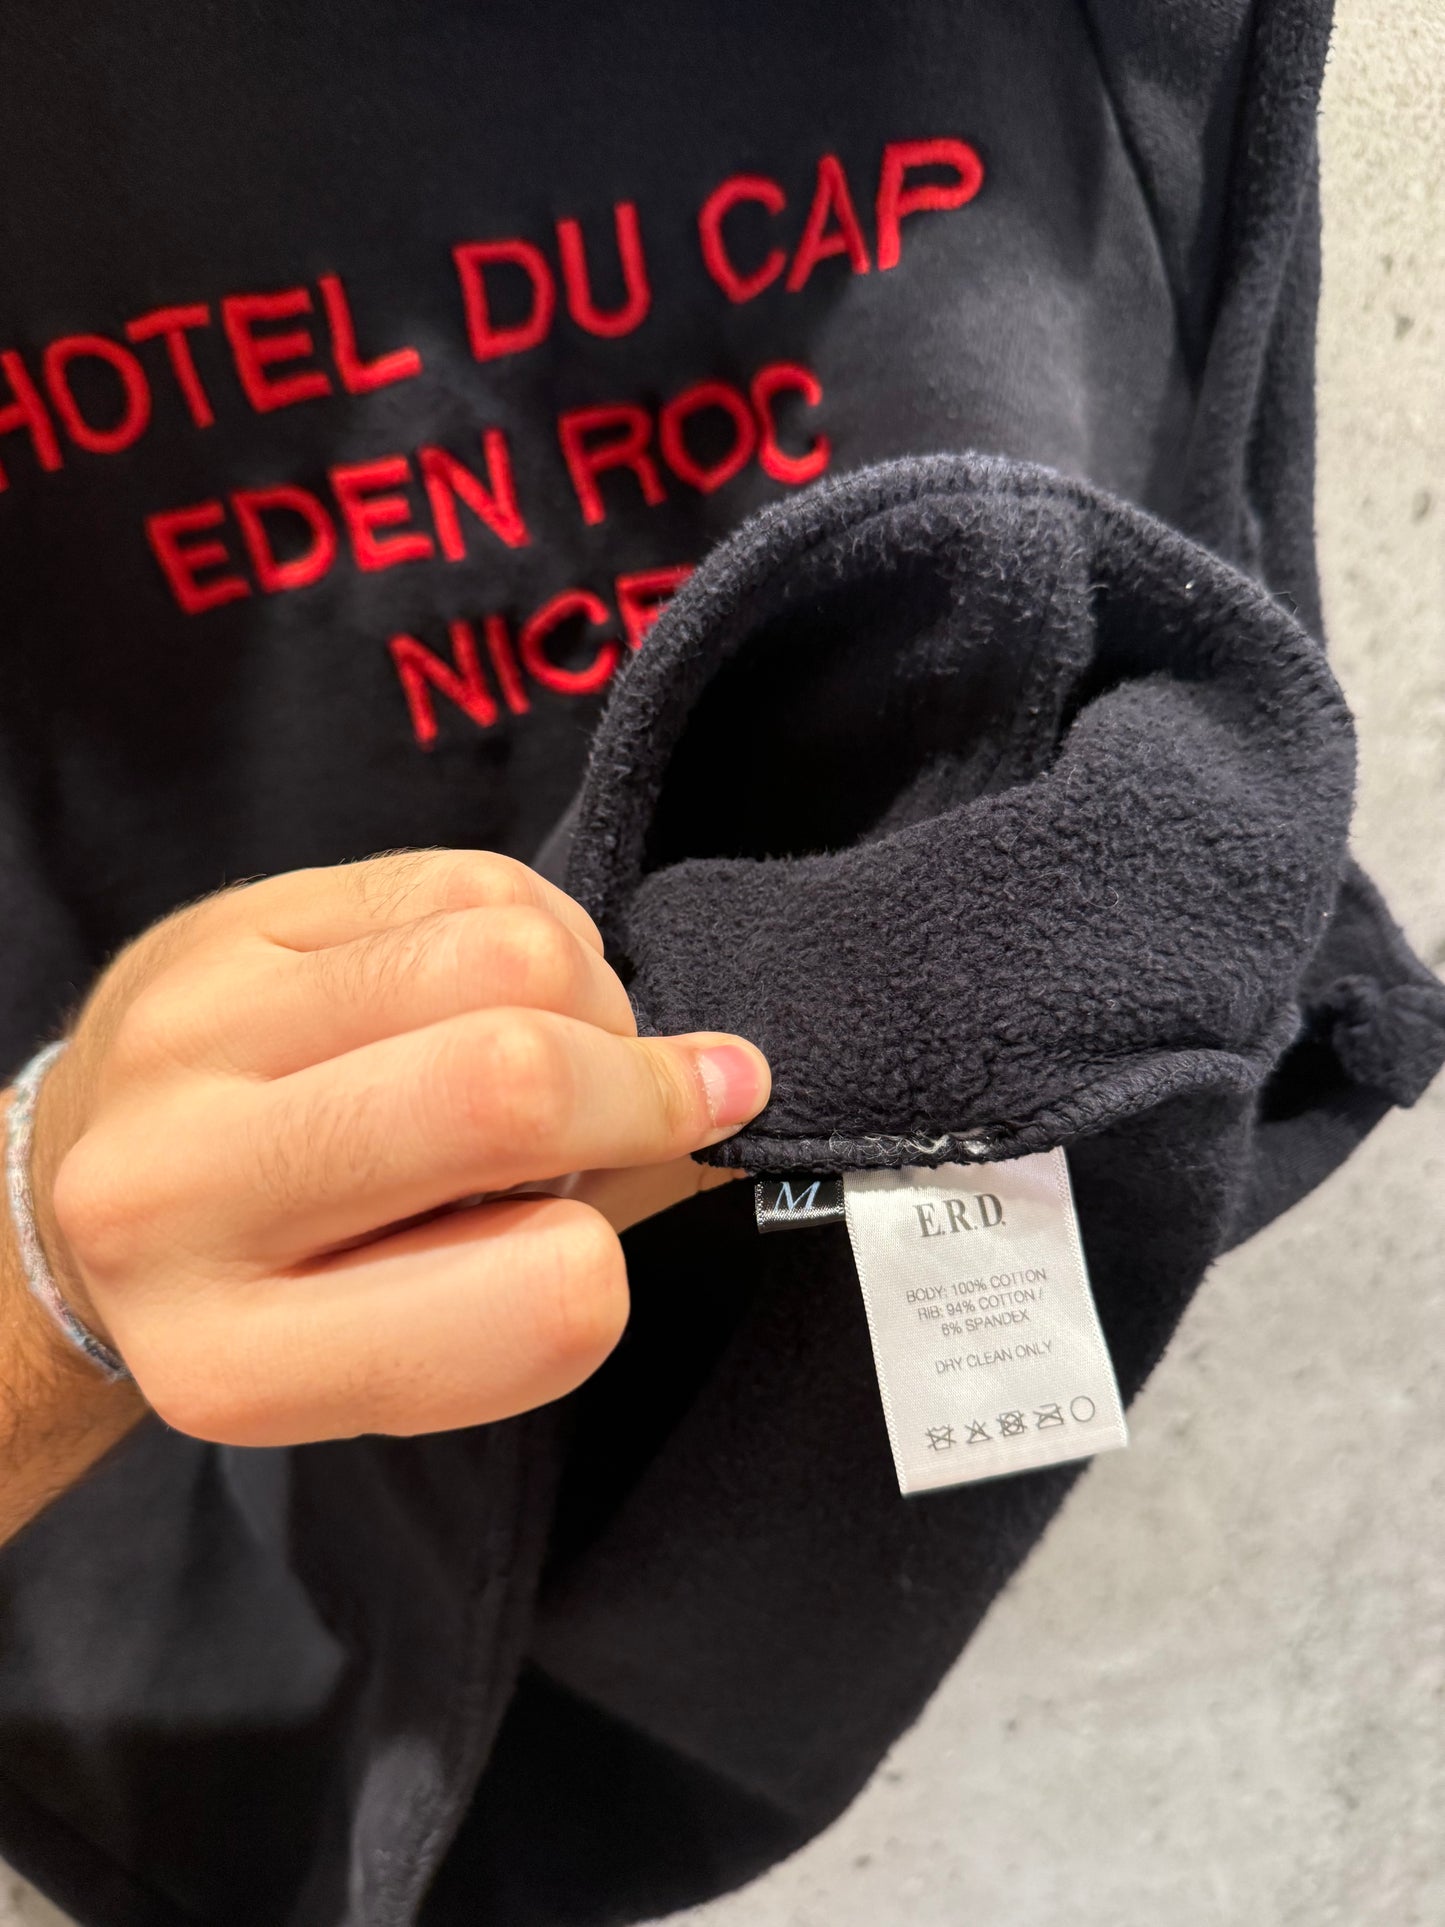 HOTEL DU CAP
EDEN ROC
NICE
M
E.R.D.
BODY: 100% COTTON
RIB: 94% COTTON /
6% SPANDEX
DRY CLEAN ONLY